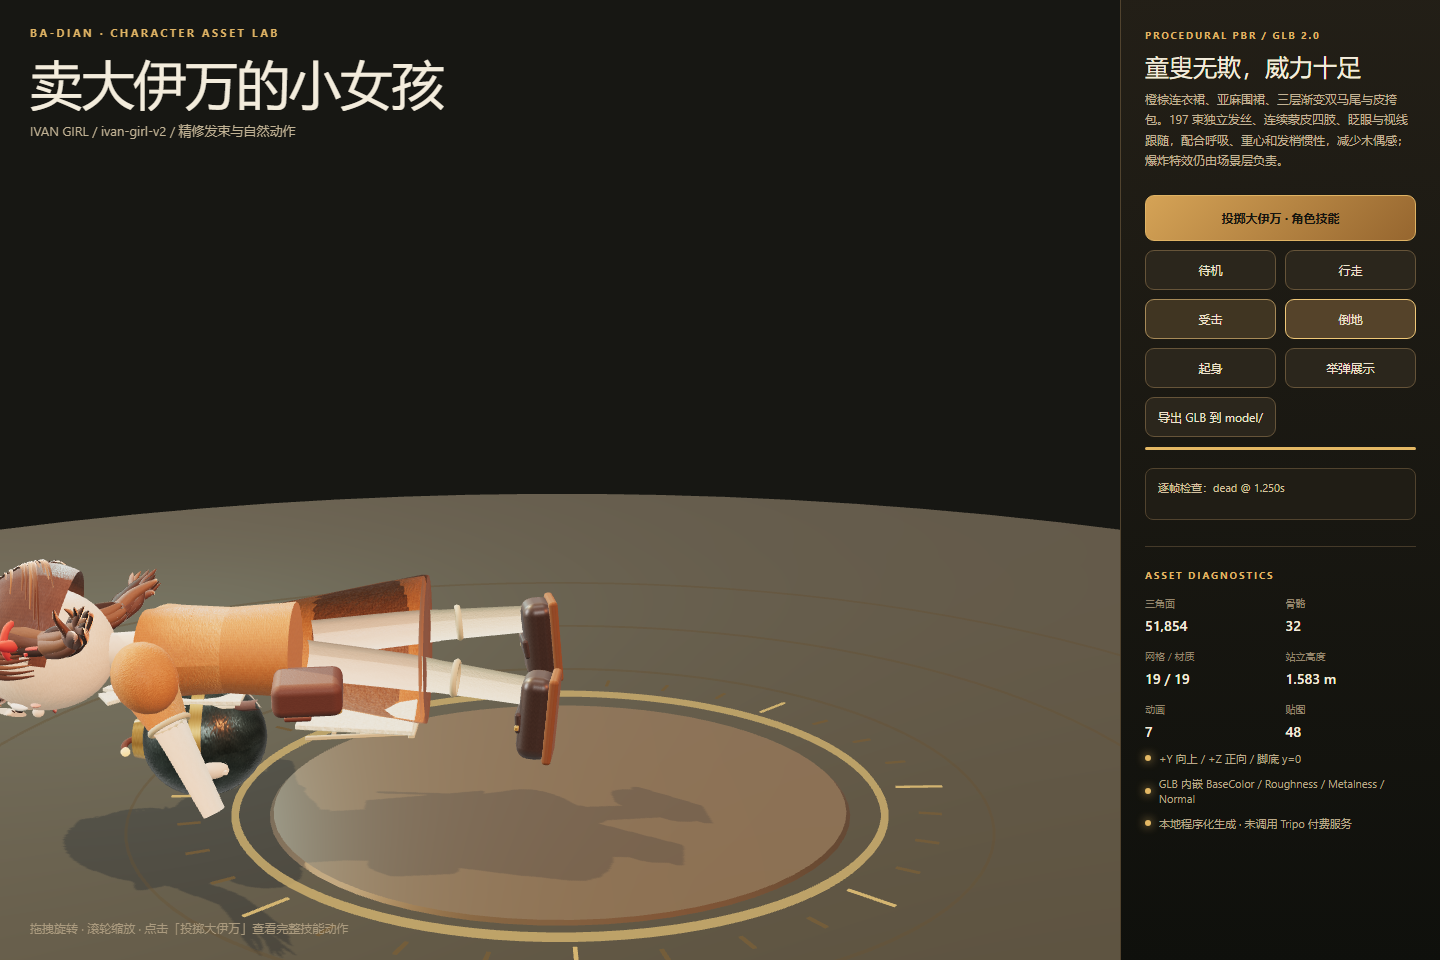 BA-DIAN · CHARACTER ASSET LAB
卖大伊万的小女孩
IVAN GIRL / ivan-girl-v2 / 精修发束与自然动作
拖拽旋转 · 滚轮缩放 · 点击「投掷大伊万」查看完整技能动作
PROCEDURAL PBR / GLB 2.0
童叟无欺，威力十足
橙棕连衣裙、亚麻围裙、三层渐变双马尾与皮挎
包。197 束独立发丝、连续蒙皮四肢、眨眼与视线
跟随，配合呼吸、重心和发梢惯性，减少木偶感；
爆炸特效仍由场景层负责。
投掷大伊万 · 角色技能
待机
行走
受击
倒地
起身
举弹展示
导出 GLB 到 model/
逐帧检查：dead @ 1.250s
ASSET DIAGNOSTICS
三角面
骨骼
51,854
32
网格 / 材质
站立高度
19 / 19
1.583 m
动画
贴图
7
48
+Y 向上 / +Z 正向 / 脚底 y=0
GLB 内嵌 BaseColor / Roughness / Metalness /
Normal
本地程序化生成 · 未调用 Tripo 付费服务